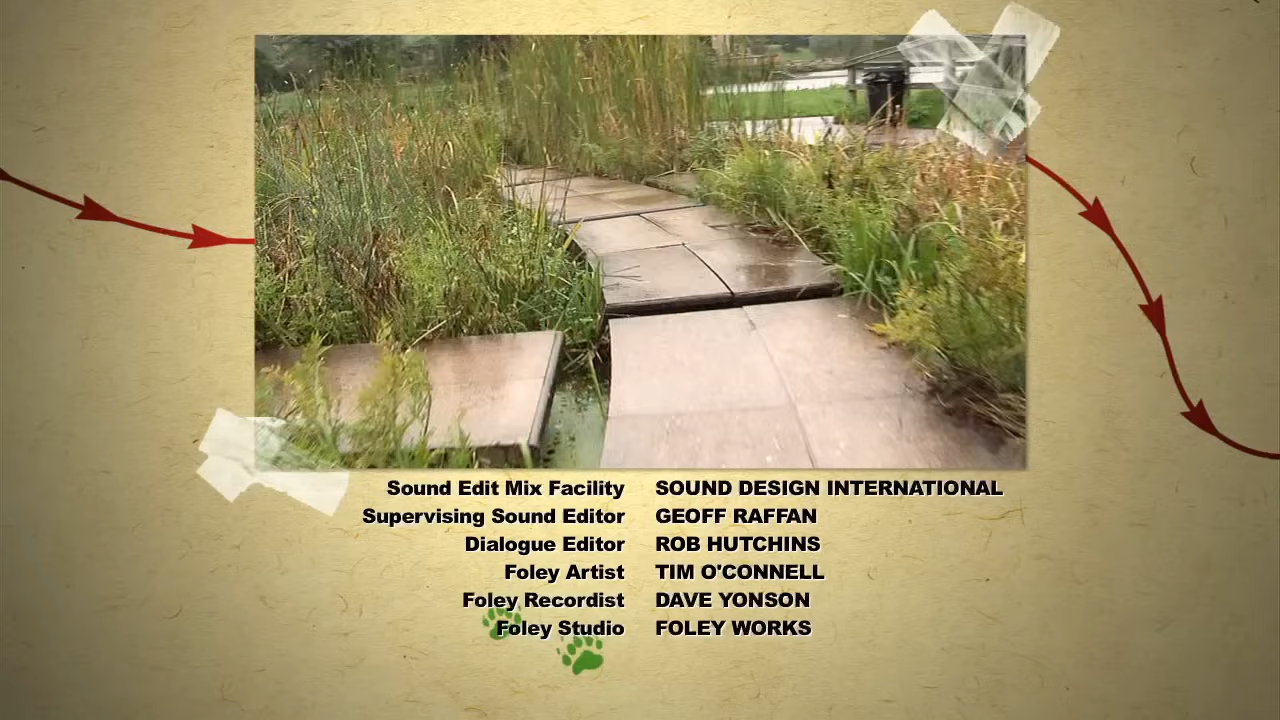 Sound Edit Mix Facility SOUND DESIGN INTERNATIONAL
Supervising Sound Editor GEOFF RAFFAN
Dialogue Editor ROB HUTCHINS
Foley Artist TIM O'CONNELL
Foley Recordist DAVE YONSON
Foley Studio FOLEY WORKS